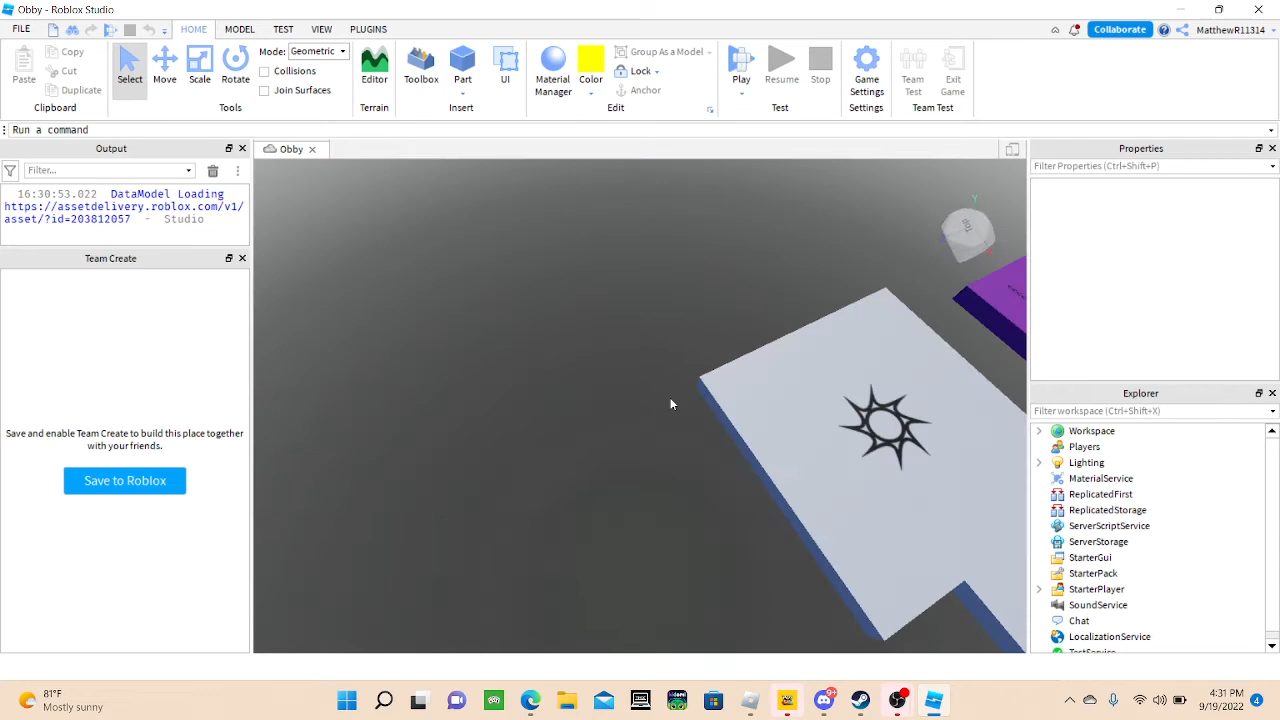 Obby - Roblox Studio
FILE HOME MODEL TEST VIEW PLUGINS Collaborate MatthewR11314
Paste Copy Cut Duplicate Clipboard
Select Move Scale Rotate Mode: Geometric Collisions Join Surfaces Tools
Editor Terrain
Toolbox Part UI Insert
Material Manager Color Group As Model Lock Anchor Edit
Play Resume Stop Test
Game Settings Settings
Team Test Exit Game Team Test
Run a command
Output
Filter...
16:30:53.022 DataModel Loading
https://assetdelivery.roblox.com/v1/
asset/?id=203812057 - Studio
Team Create
Save and enable Team Create to build this place together
with your friends.
Save to Roblox
Obby
TOP
Y
Properties
Filter Properties (Ctrl+Shift+P)
Explorer
Filter workspace (Ctrl+Shift+X)
Workspace
Players
Lighting
MaterialService
ReplicatedFirst
ReplicatedStorage
ServerScriptService
ServerStorage
StarterGui
StarterPack
StarterPlayer
SoundService
Chat
LocalizationService
TestService
81°F
Mostly sunny
9+
4:31 PM
9/19/2022
4